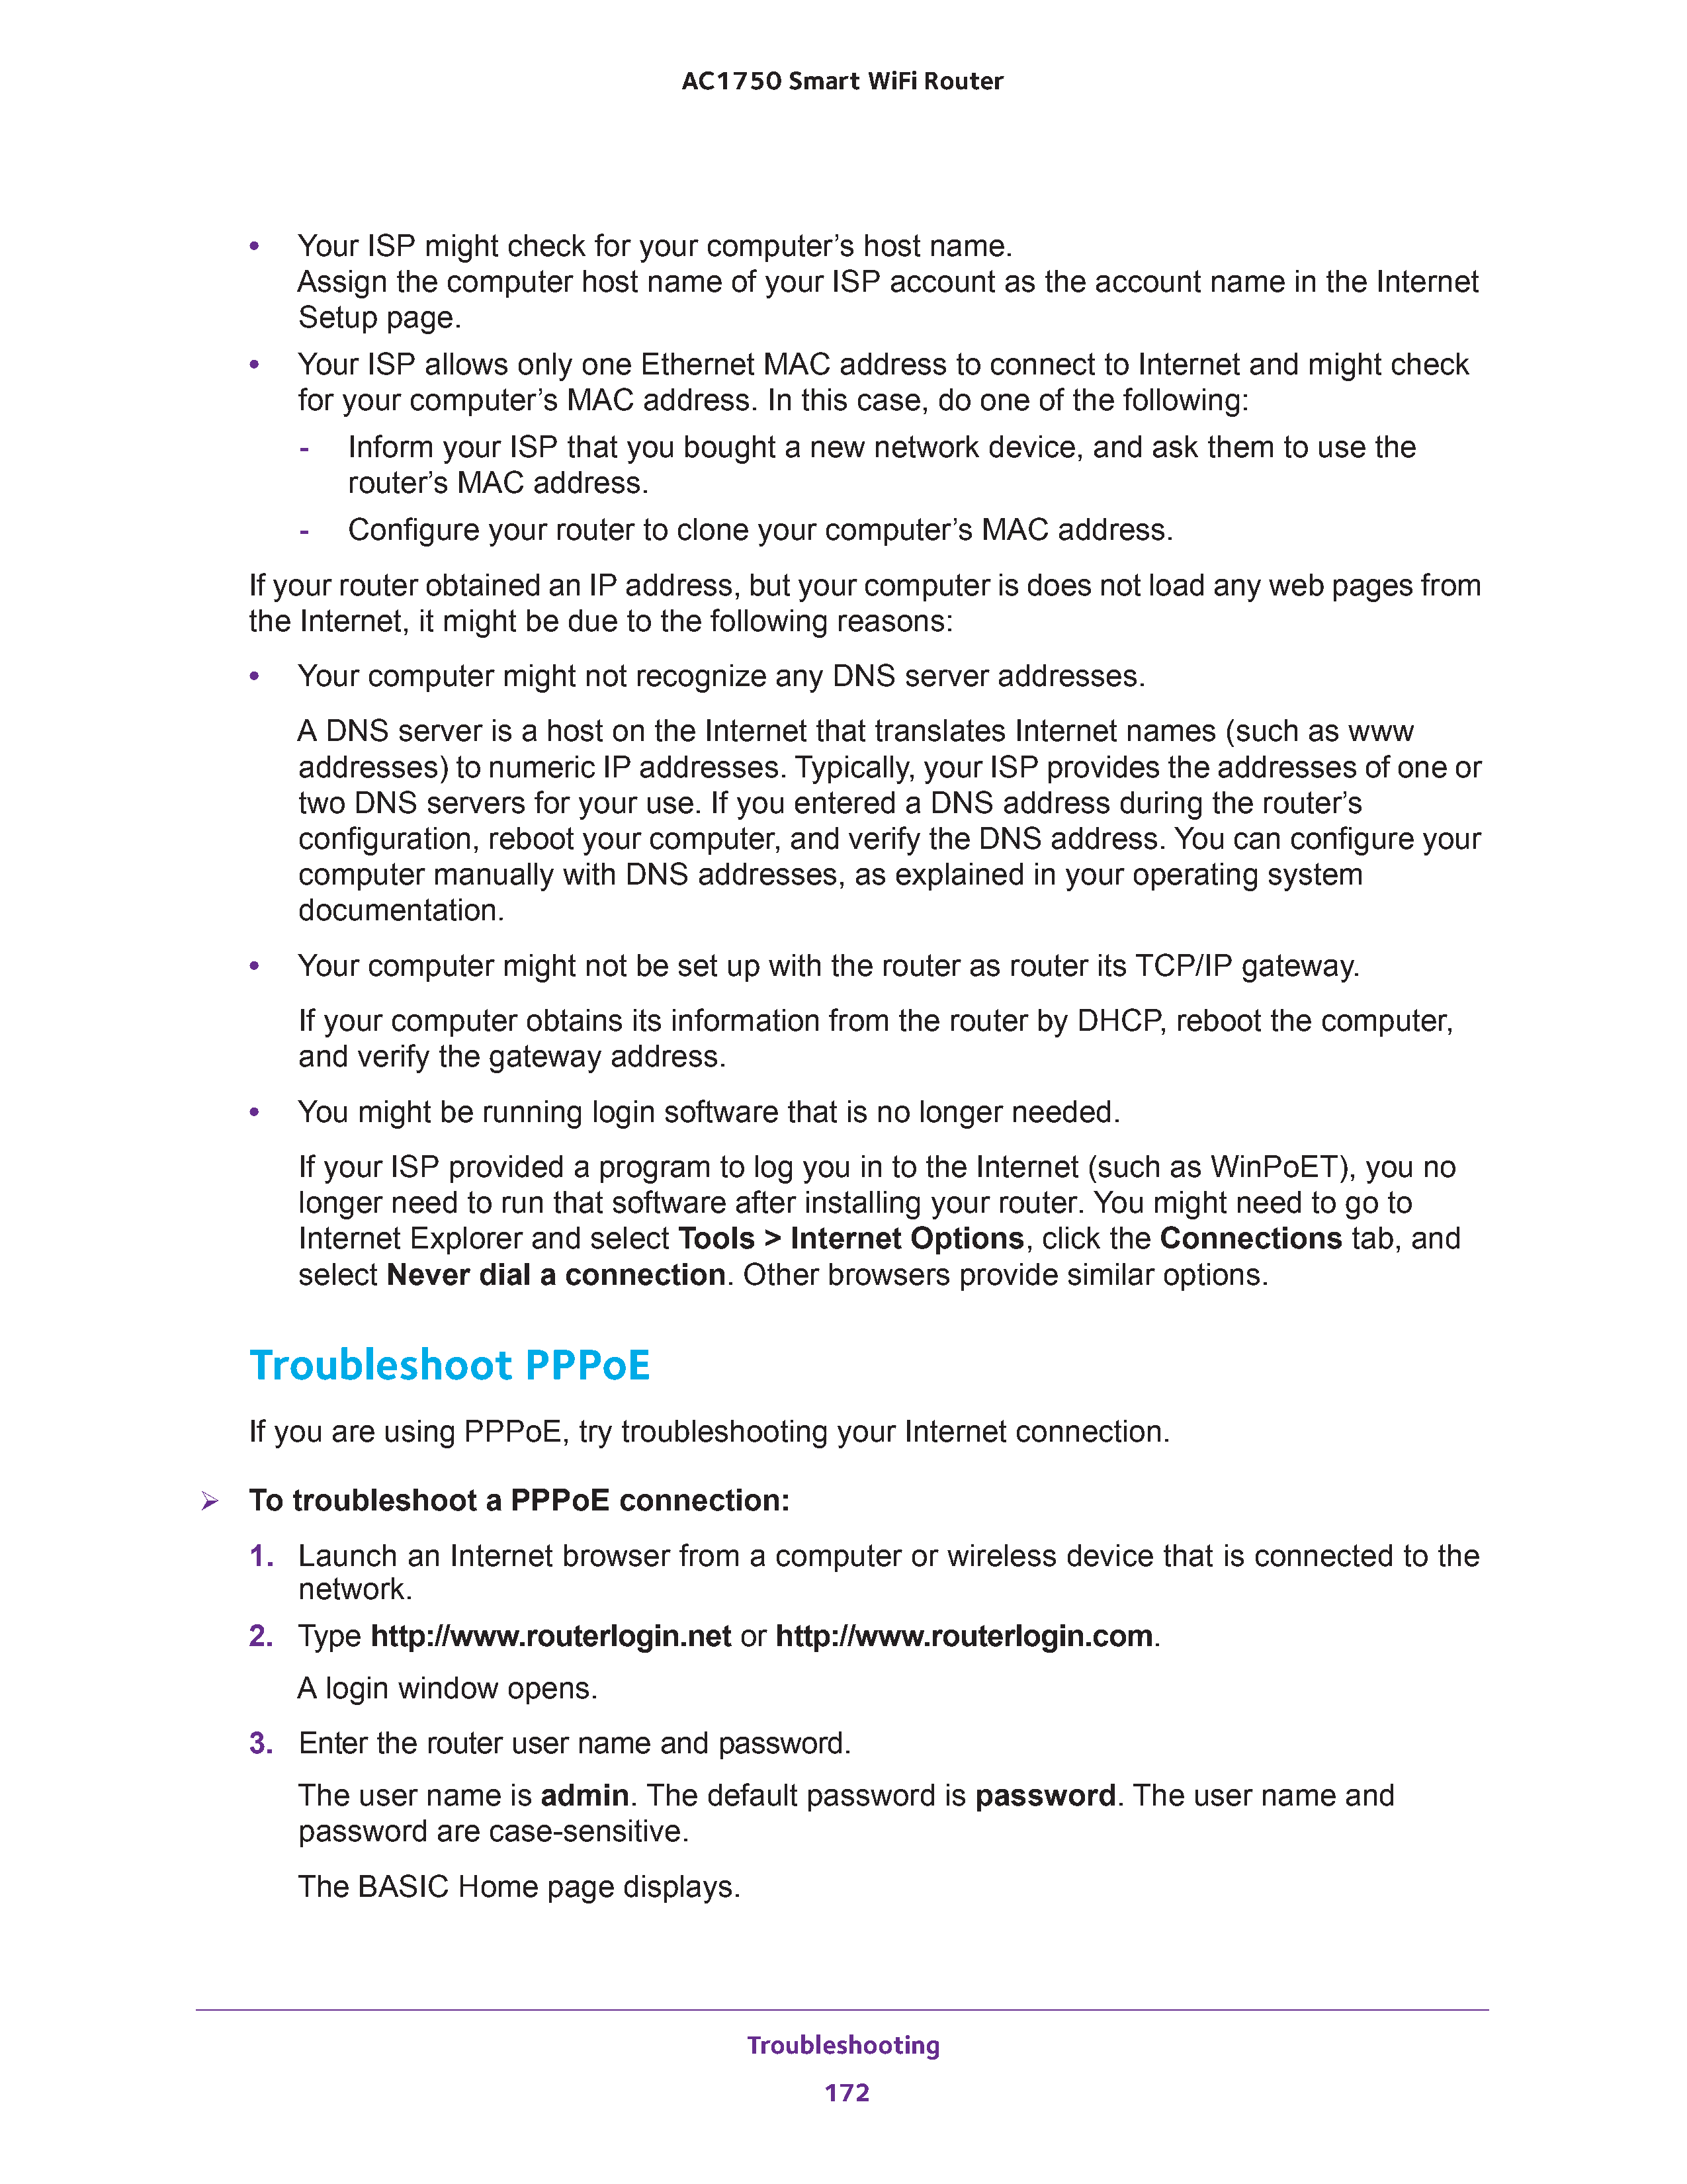 AC1750 Smart WiFi Router
• Your ISP might check for your computer’s host name.
Assign the computer host name of your ISP account as the account name in the Internet
Setup page.
• Your ISP allows only one Ethernet MAC address to connect to Internet and might check
for your computer’s MAC address. In this case, do one of the following:
- Inform your ISP that you bought a new network device, and ask them to use the
router’s MAC address.
- Configure your router to clone your computer’s MAC address.
If your router obtained an IP address, but your computer is does not load any web pages from
the Internet, it might be due to the following reasons:
• Your computer might not recognize any DNS server addresses.
A DNS server is a host on the Internet that translates Internet names (such as www
addresses) to numeric IP addresses. Typically, your ISP provides the addresses of one or
two DNS servers for your use. If you entered a DNS address during the router’s
configuration, reboot your computer, and verify the DNS address. You can configure your
computer manually with DNS addresses, as explained in your operating system
documentation.
• Your computer might not be set up with the router as router its TCP/IP gateway.
If your computer obtains its information from the router by DHCP, reboot the computer,
and verify the gateway address.
• You might be running login software that is no longer needed.
If your ISP provided a program to log you in to the Internet (such as WinPoET), you no
longer need to run that software after installing your router. You might need to go to
Internet Explorer and select Tools > Internet Options, click the Connections tab, and
select Never dial a connection. Other browsers provide similar options.
Troubleshoot PPPoE
If you are using PPPoE, try troubleshooting your Internet connection.
➢ To troubleshoot a PPPoE connection:
1. Launch an Internet browser from a computer or wireless device that is connected to the
network.
2. Type http://www.routerlogin.net or http://www.routerlogin.com.
A login window opens.
3. Enter the router user name and password.
The user name is admin. The default password is password. The user name and
password are case-sensitive.
The BASIC Home page displays.
Troubleshooting
172